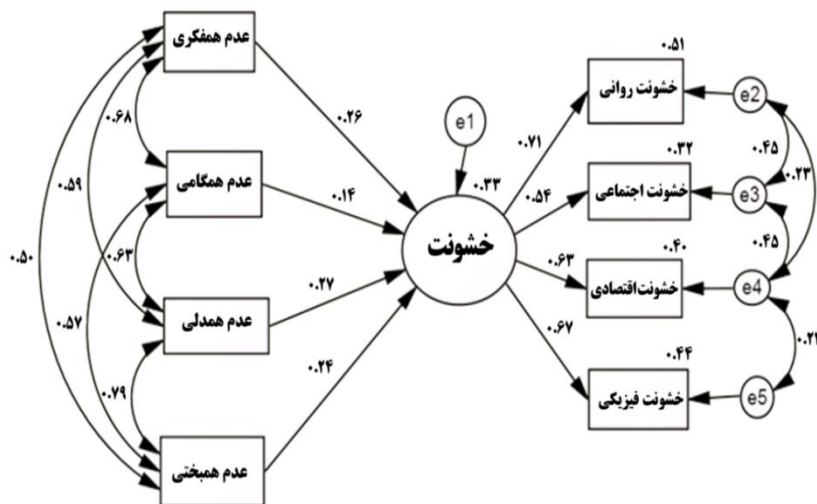 عدم همفکری
عدم همگامی
عدم همدلی
عدم همبختی
۰.۶۸
۰.۵۹
۰.۵۰
۰.۶۳
۰.۵۷
۰.۷۹
۰.۲۶
۰.۱۴
۰.۲۷
۰.۲۴
e1
۰.۳۳
خشونت
۰.۷۱
۰.۵۴
۰.۶۳
۰.۶۷
۰.۵۱
خشونت روانی
۰.۳۲
خشونت اجتماعی
۰.۴۰
خشونت اقتصادی
۰.۴۴
خشونت فیزیکی
e2
e3
e4
e5
۰.۴۵
۰.۲۳
۰.۴۵